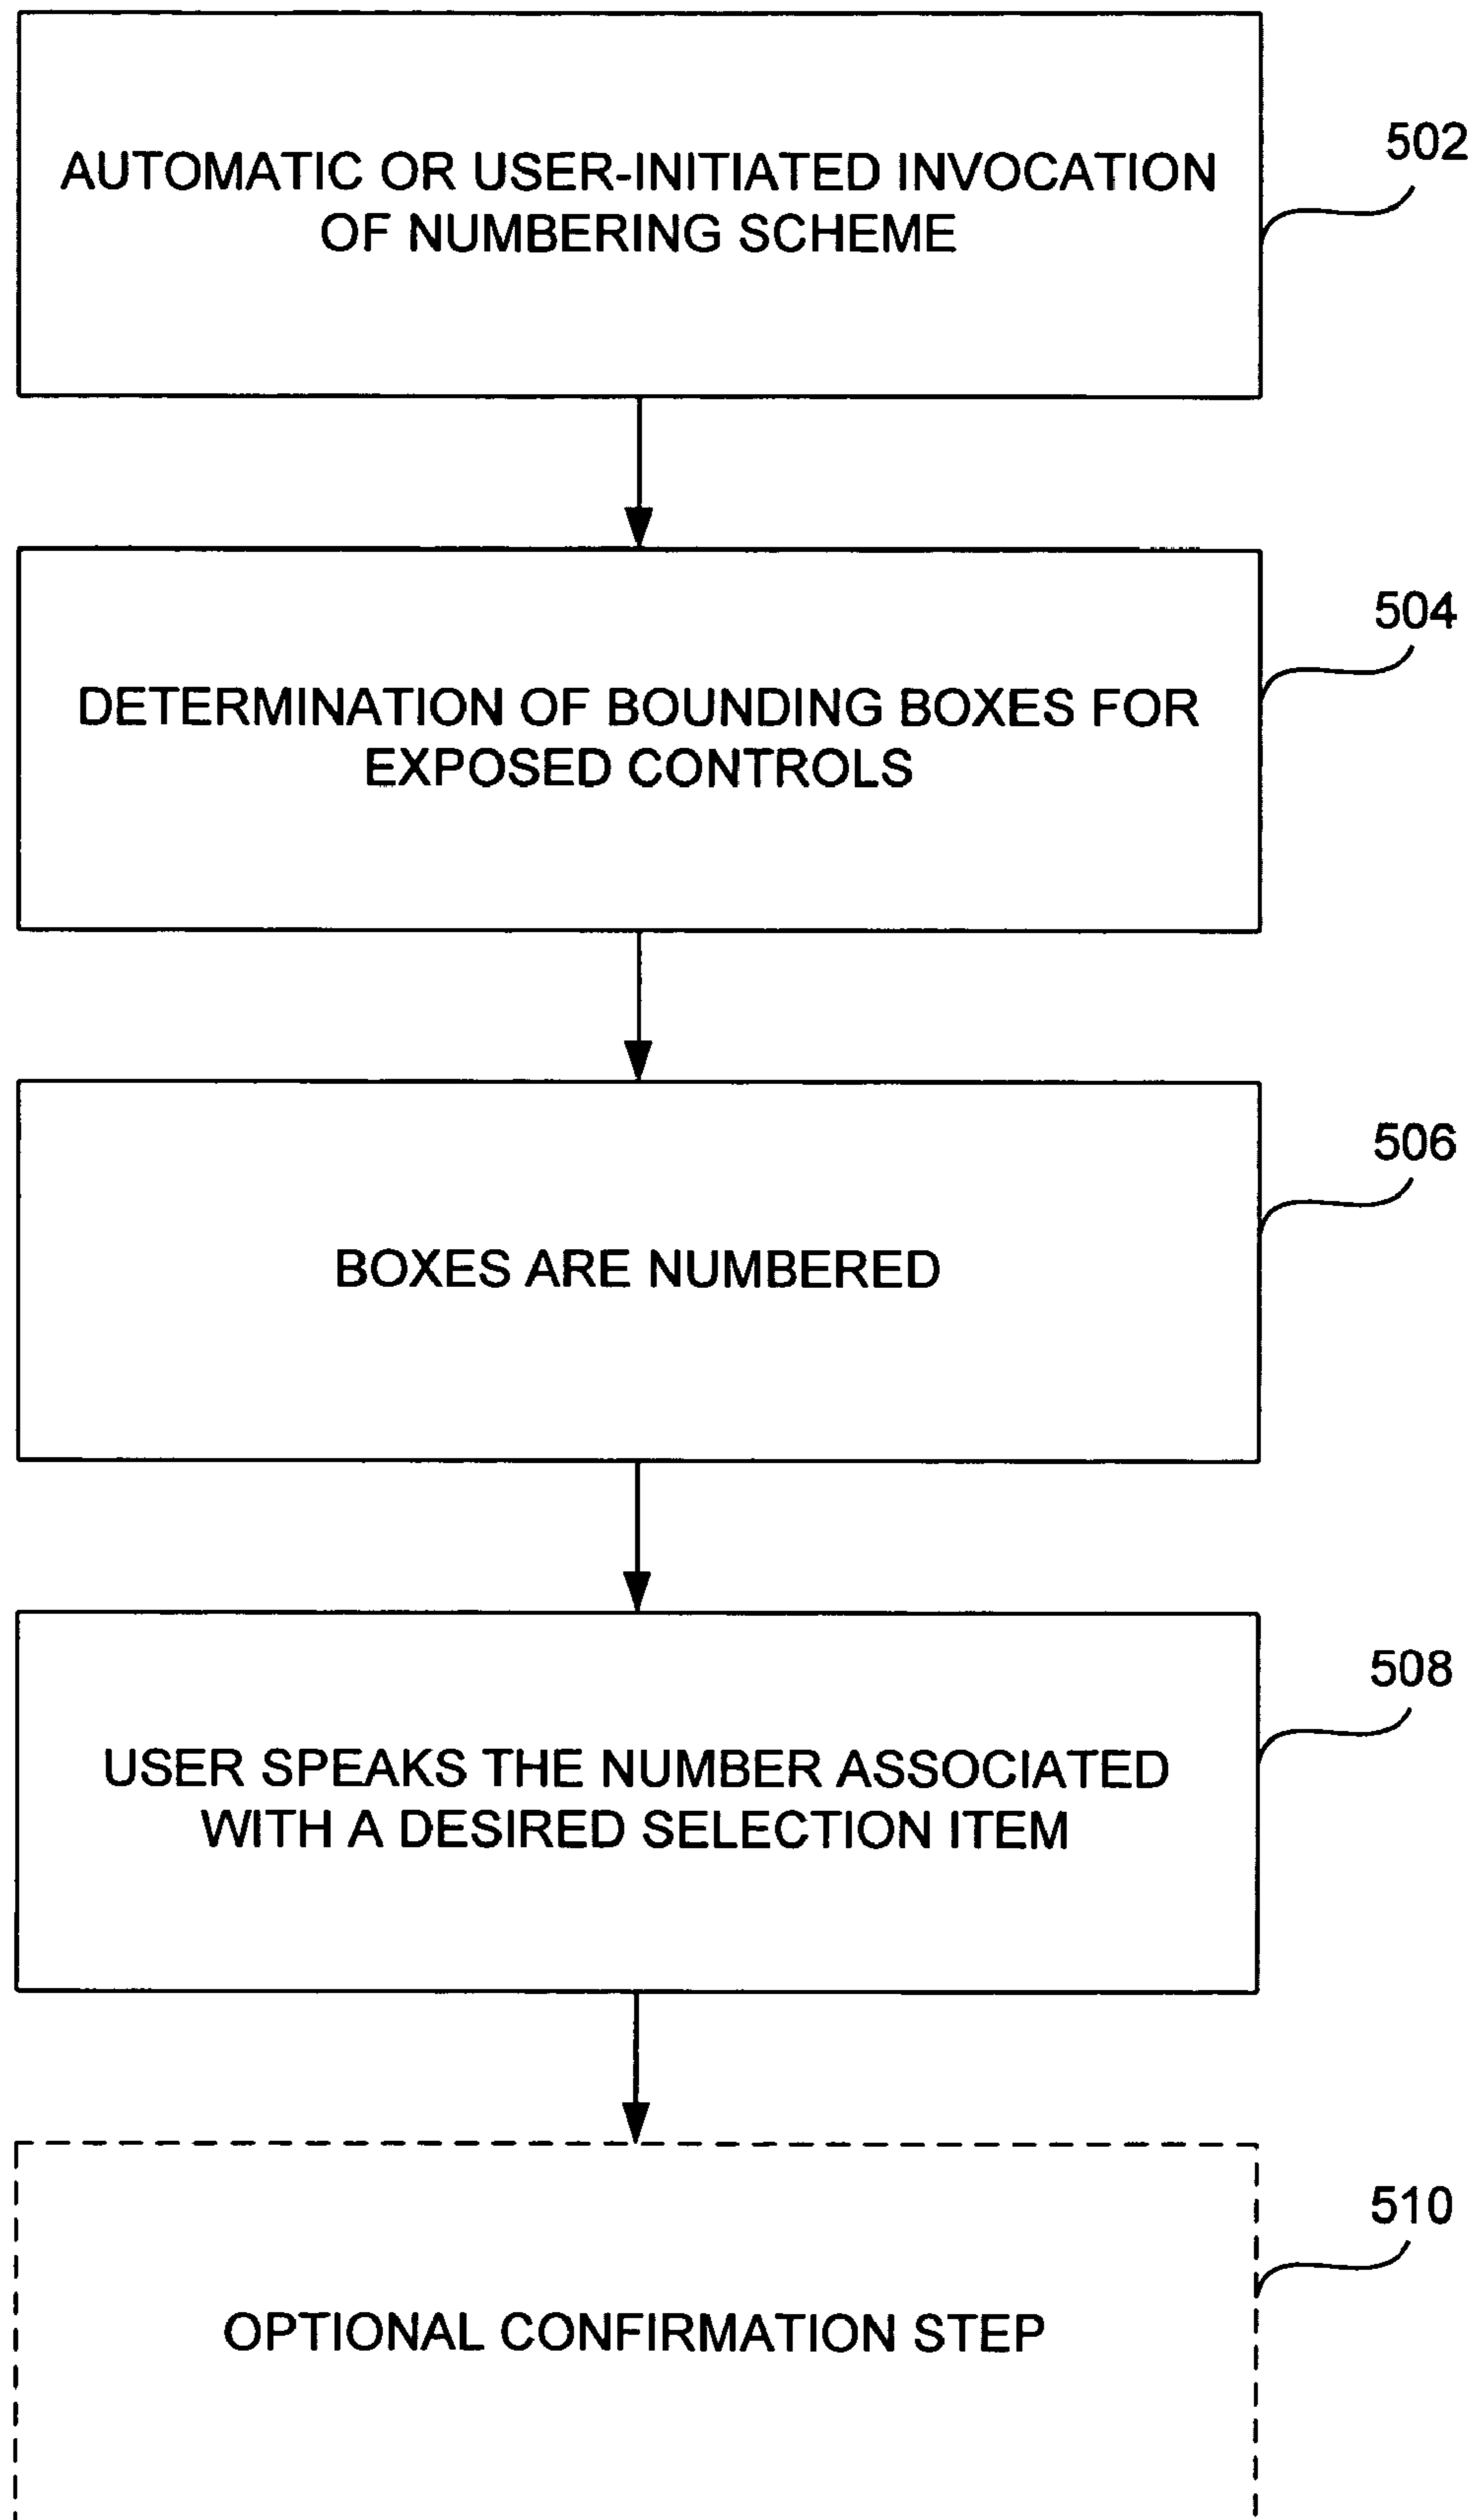 AUTOMATIC OR USER-INITIATED INVOCATION
OF NUMBERING SCHEME
502
DETERMINATION OF BOUNDING BOXES FOR
EXPOSED CONTROLS
504
BOXES ARE NUMBERED
506
USER SPEAKS THE NUMBER ASSOCIATED
WITH A DESIRED SELECTION ITEM
508
OPTIONAL CONFIRMATION STEP
510